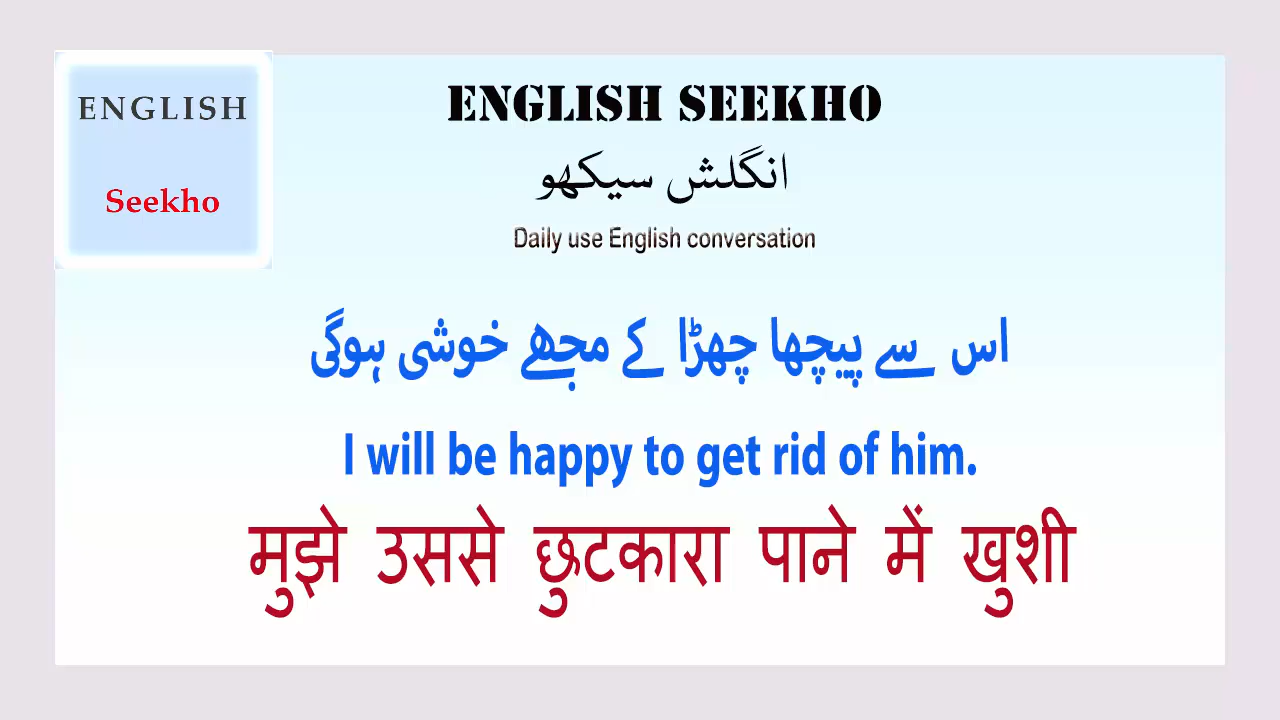 ENGLISH
Seekho
ENGLISH SEEKHO
انگلش سیکھو
Daily use English conversation
اس سے پیچھا چھڑا کے مجھے خوشی ہوگی
I will be happy to get rid of him.
मुझे उससे छुटकारा पाने में खुशी